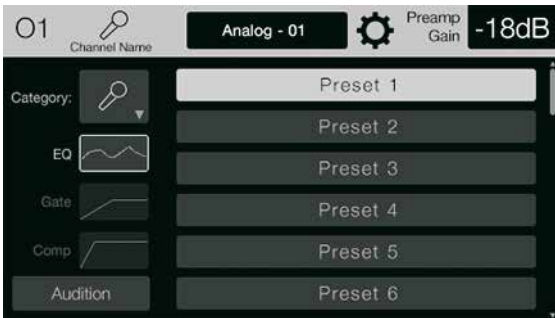 01
Channel Name
Analog - 01
Preamp
Gain
-18dB
Category:
EQ
Gate
Comp
Audition
Preset 1
Preset 2
Preset 3
Preset 4
Preset 5
Preset 6